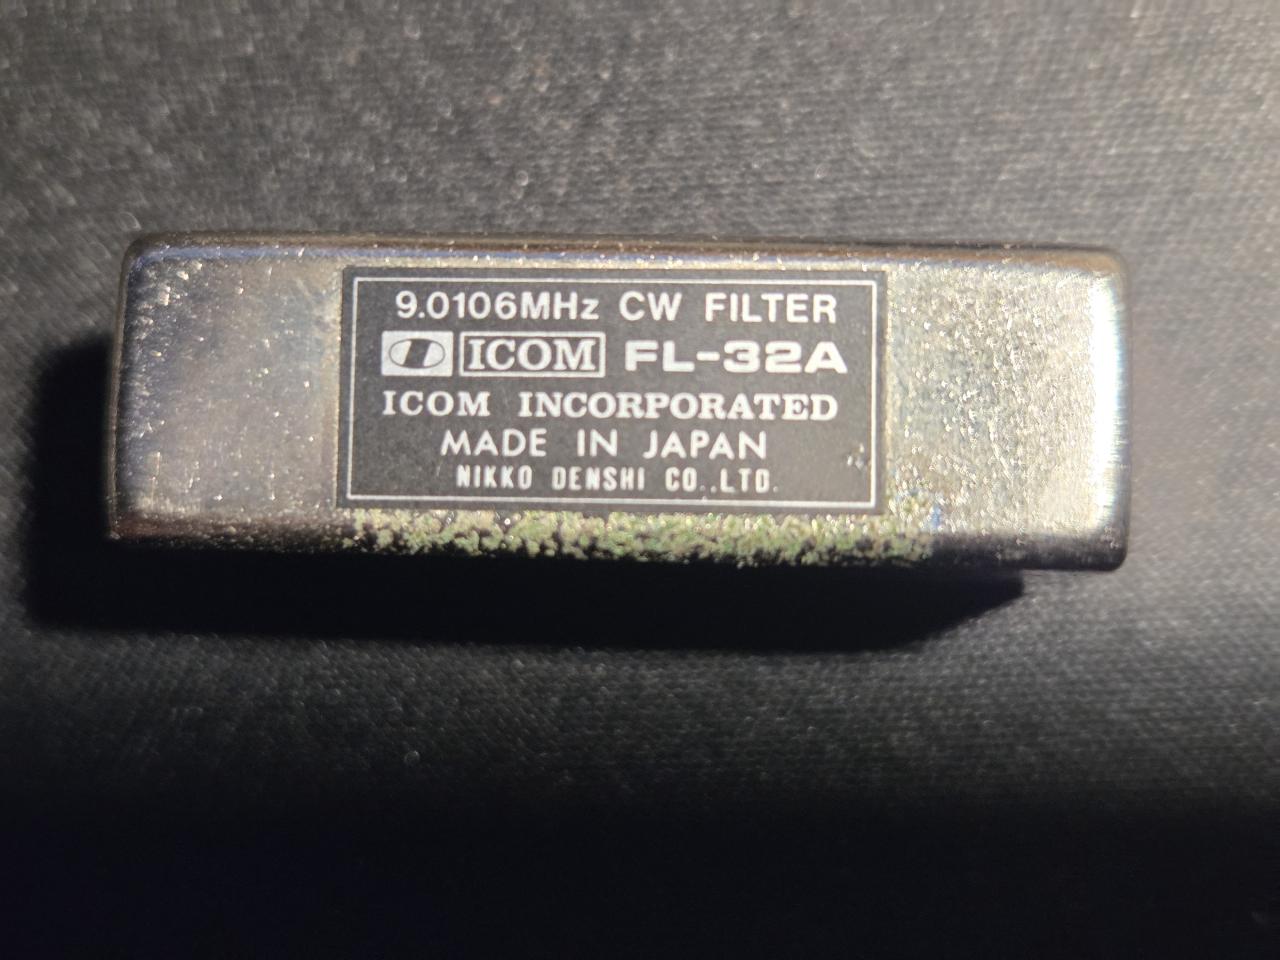 9.0106MHz CW FILTER
ICOM FL-32A
ICOM INCORPORATED
MADE IN JAPAN
NIKKO DENSHI CO.,LTD.